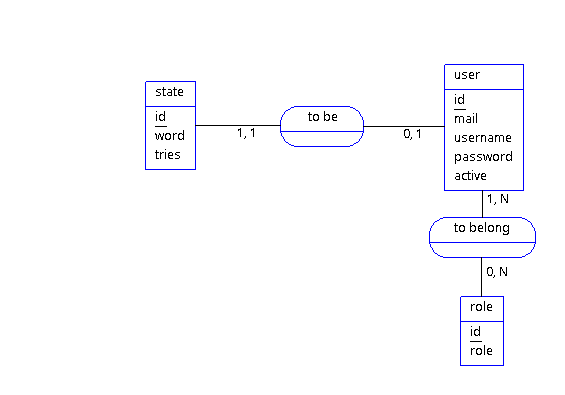 state
id
word
tries
1, 1
to be
0, 1
user
id
mail
username
password
active
1, N
to belong
0, N
role
id
role